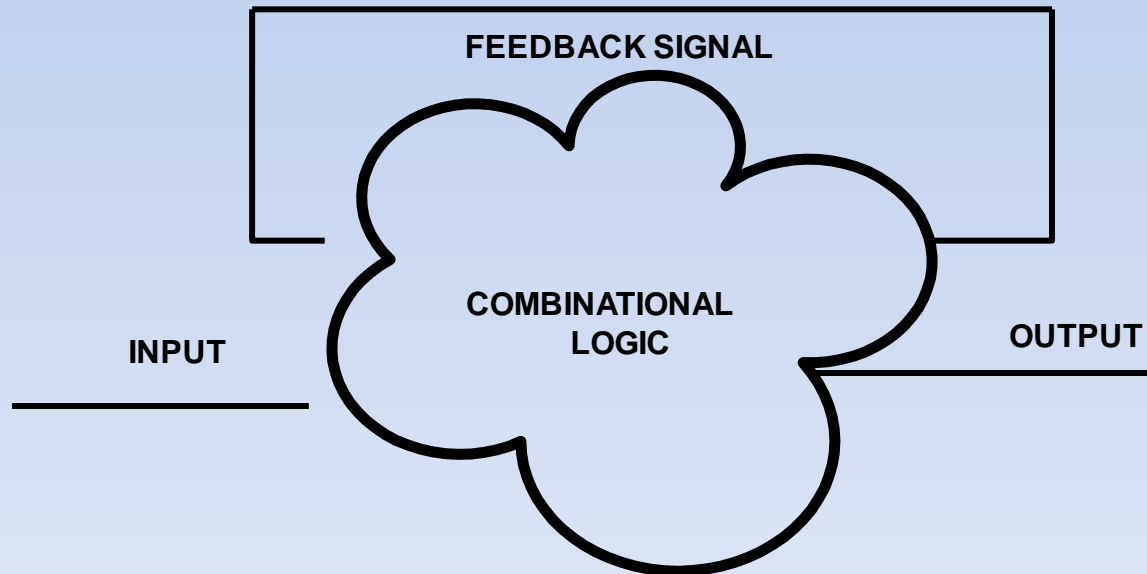 FEEDBACK SIGNAL
COMBINATIONAL
LOGIC
INPUT
OUTPUT